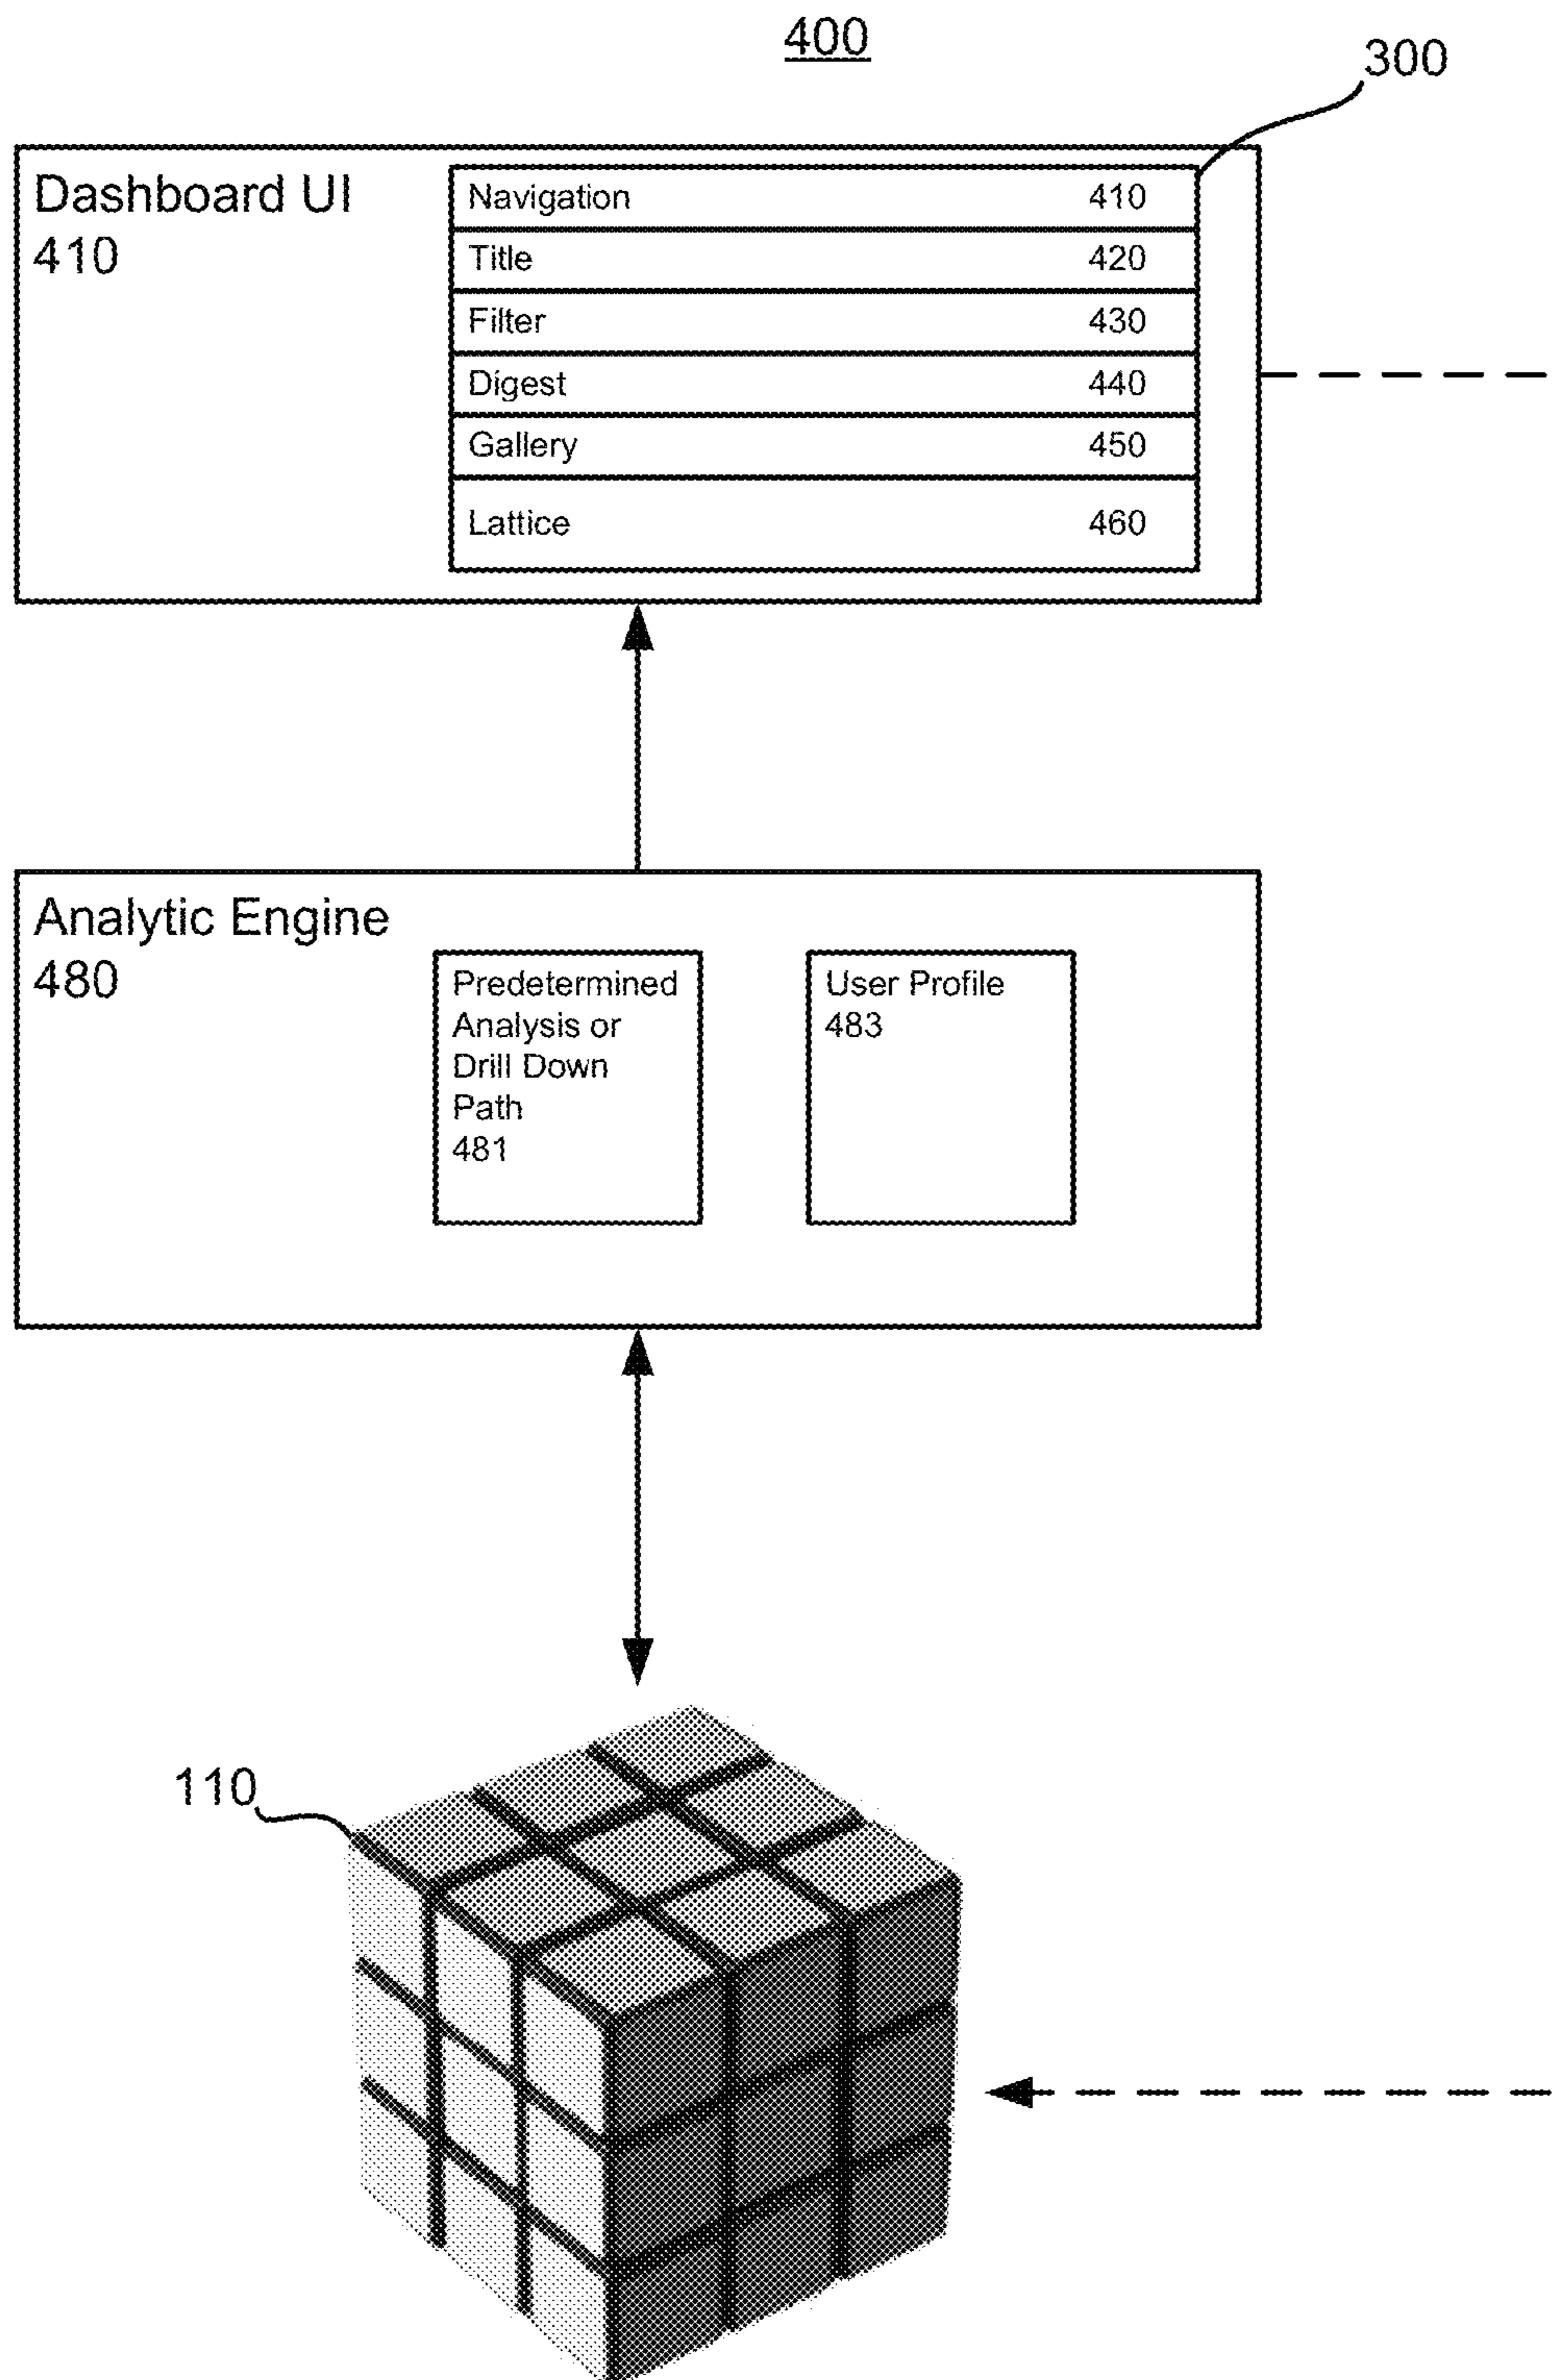 400
300
Dashboard UI
410
Navigation 410
Title 420
Filter 430
Digest 440
Gallery 450
Lattice 460
Analytic Engine
480
Predetermined
Analysis or
Drill Down
Path
481
User Profile
483
110